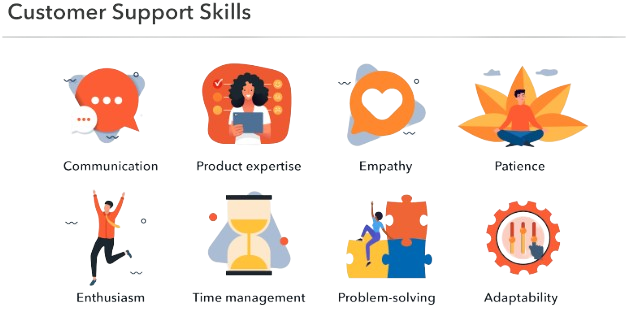 Customer Support Skills
Communication
Product expertise
Empathy
Patience
Enthusiasm
Time management
Problem-solving
Adaptability